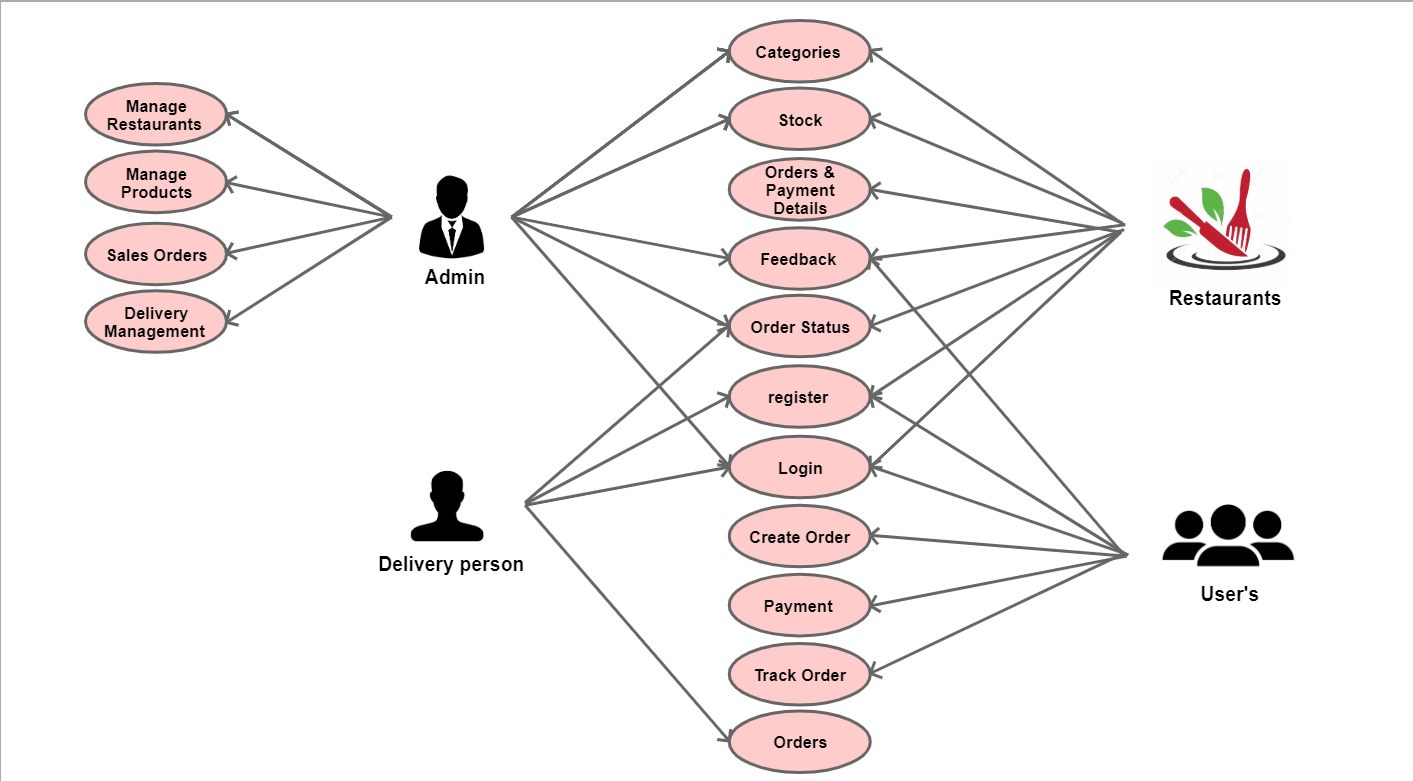 Manage
Restaurants
Manage
Products
Sales Orders
Delivery
Management
Admin
Delivery person
Categories
Stock
Orders &
Payment
Details
Feedback
Order Status
register
Login
Create Order
Payment
Track Order
Orders
Restaurants
User's